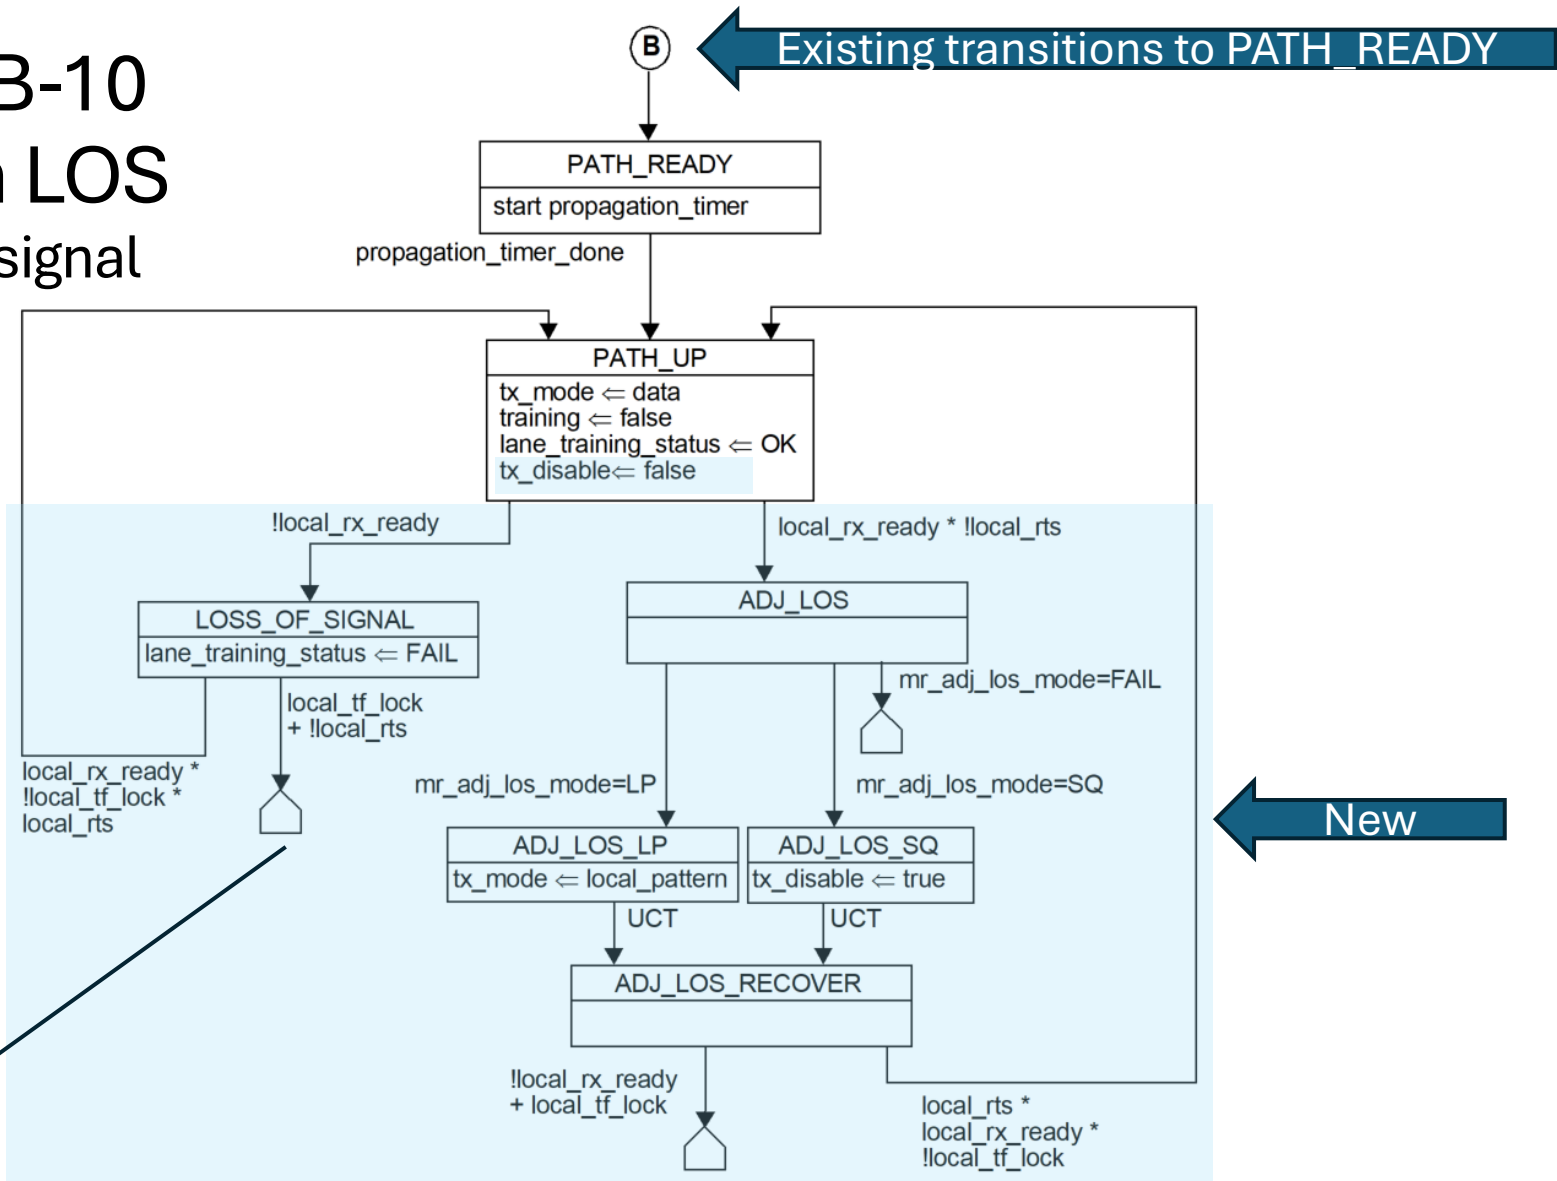 B-10
LOS
signal
B
Existing transitions to PATH_READY
PATH_READY
start propagation_timer
propagation_timer_done
PATH_UP
tx_mode ⇐ data
training ⇐ false
lane_training_status ⇐ OK
tx_disable⇐ false
!local_rx_ready
local_rx_ready * !local_rts
LOSS_OF_SIGNAL
lane_training_status ⇐ FAIL
ADJ_LOS
local_tf_lock
+ !local_rts
mr_adj_los_mode=FAIL
local_rx_ready *
!local_tf_lock *
local_rts
mr_adj_los_mode=LP
mr_adj_los_mode=SQ
New
ADJ_LOS_LP
tx_mode ⇐ local_pattern
ADJ_LOS_SQ
tx_disable ⇐ true
UCT
UCT
ADJ_LOS_RECOVER
!local_rx_ready
+ local_tf_lock
local_rts *
local_rx_ready *
!local_tf_lock